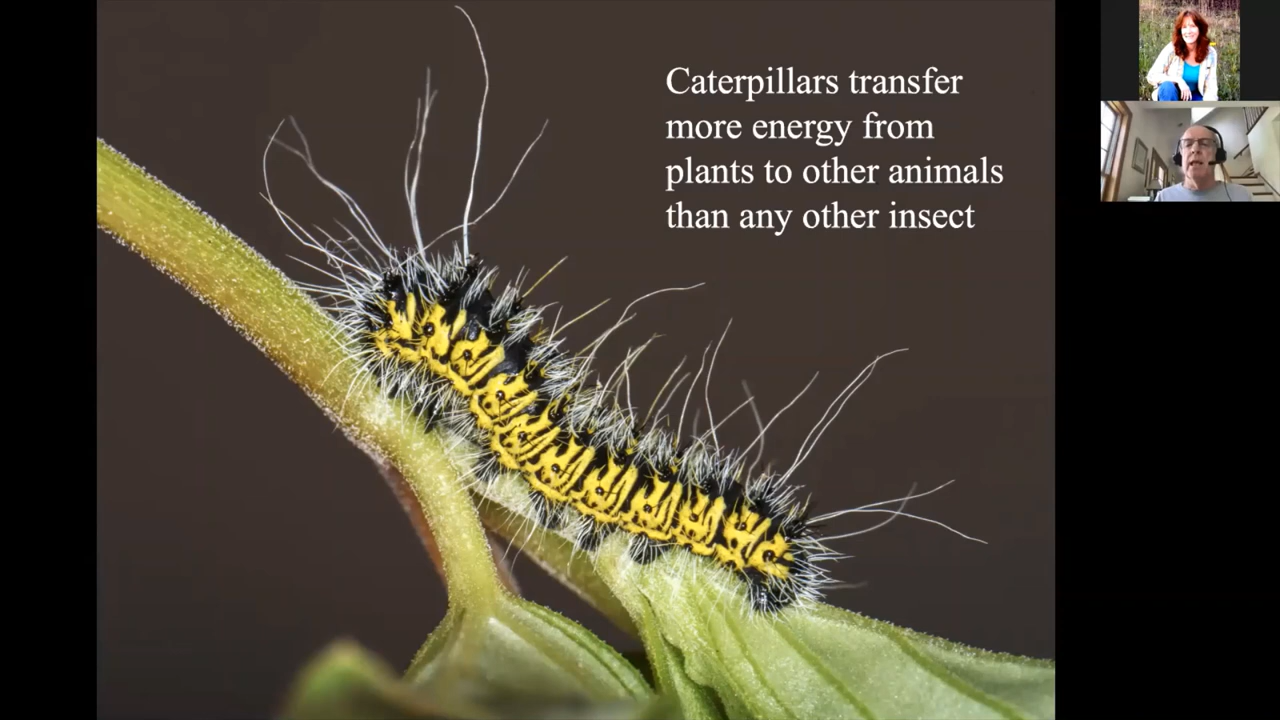 Caterpillars transfer
more energy from
plants to other animals
than any other insect